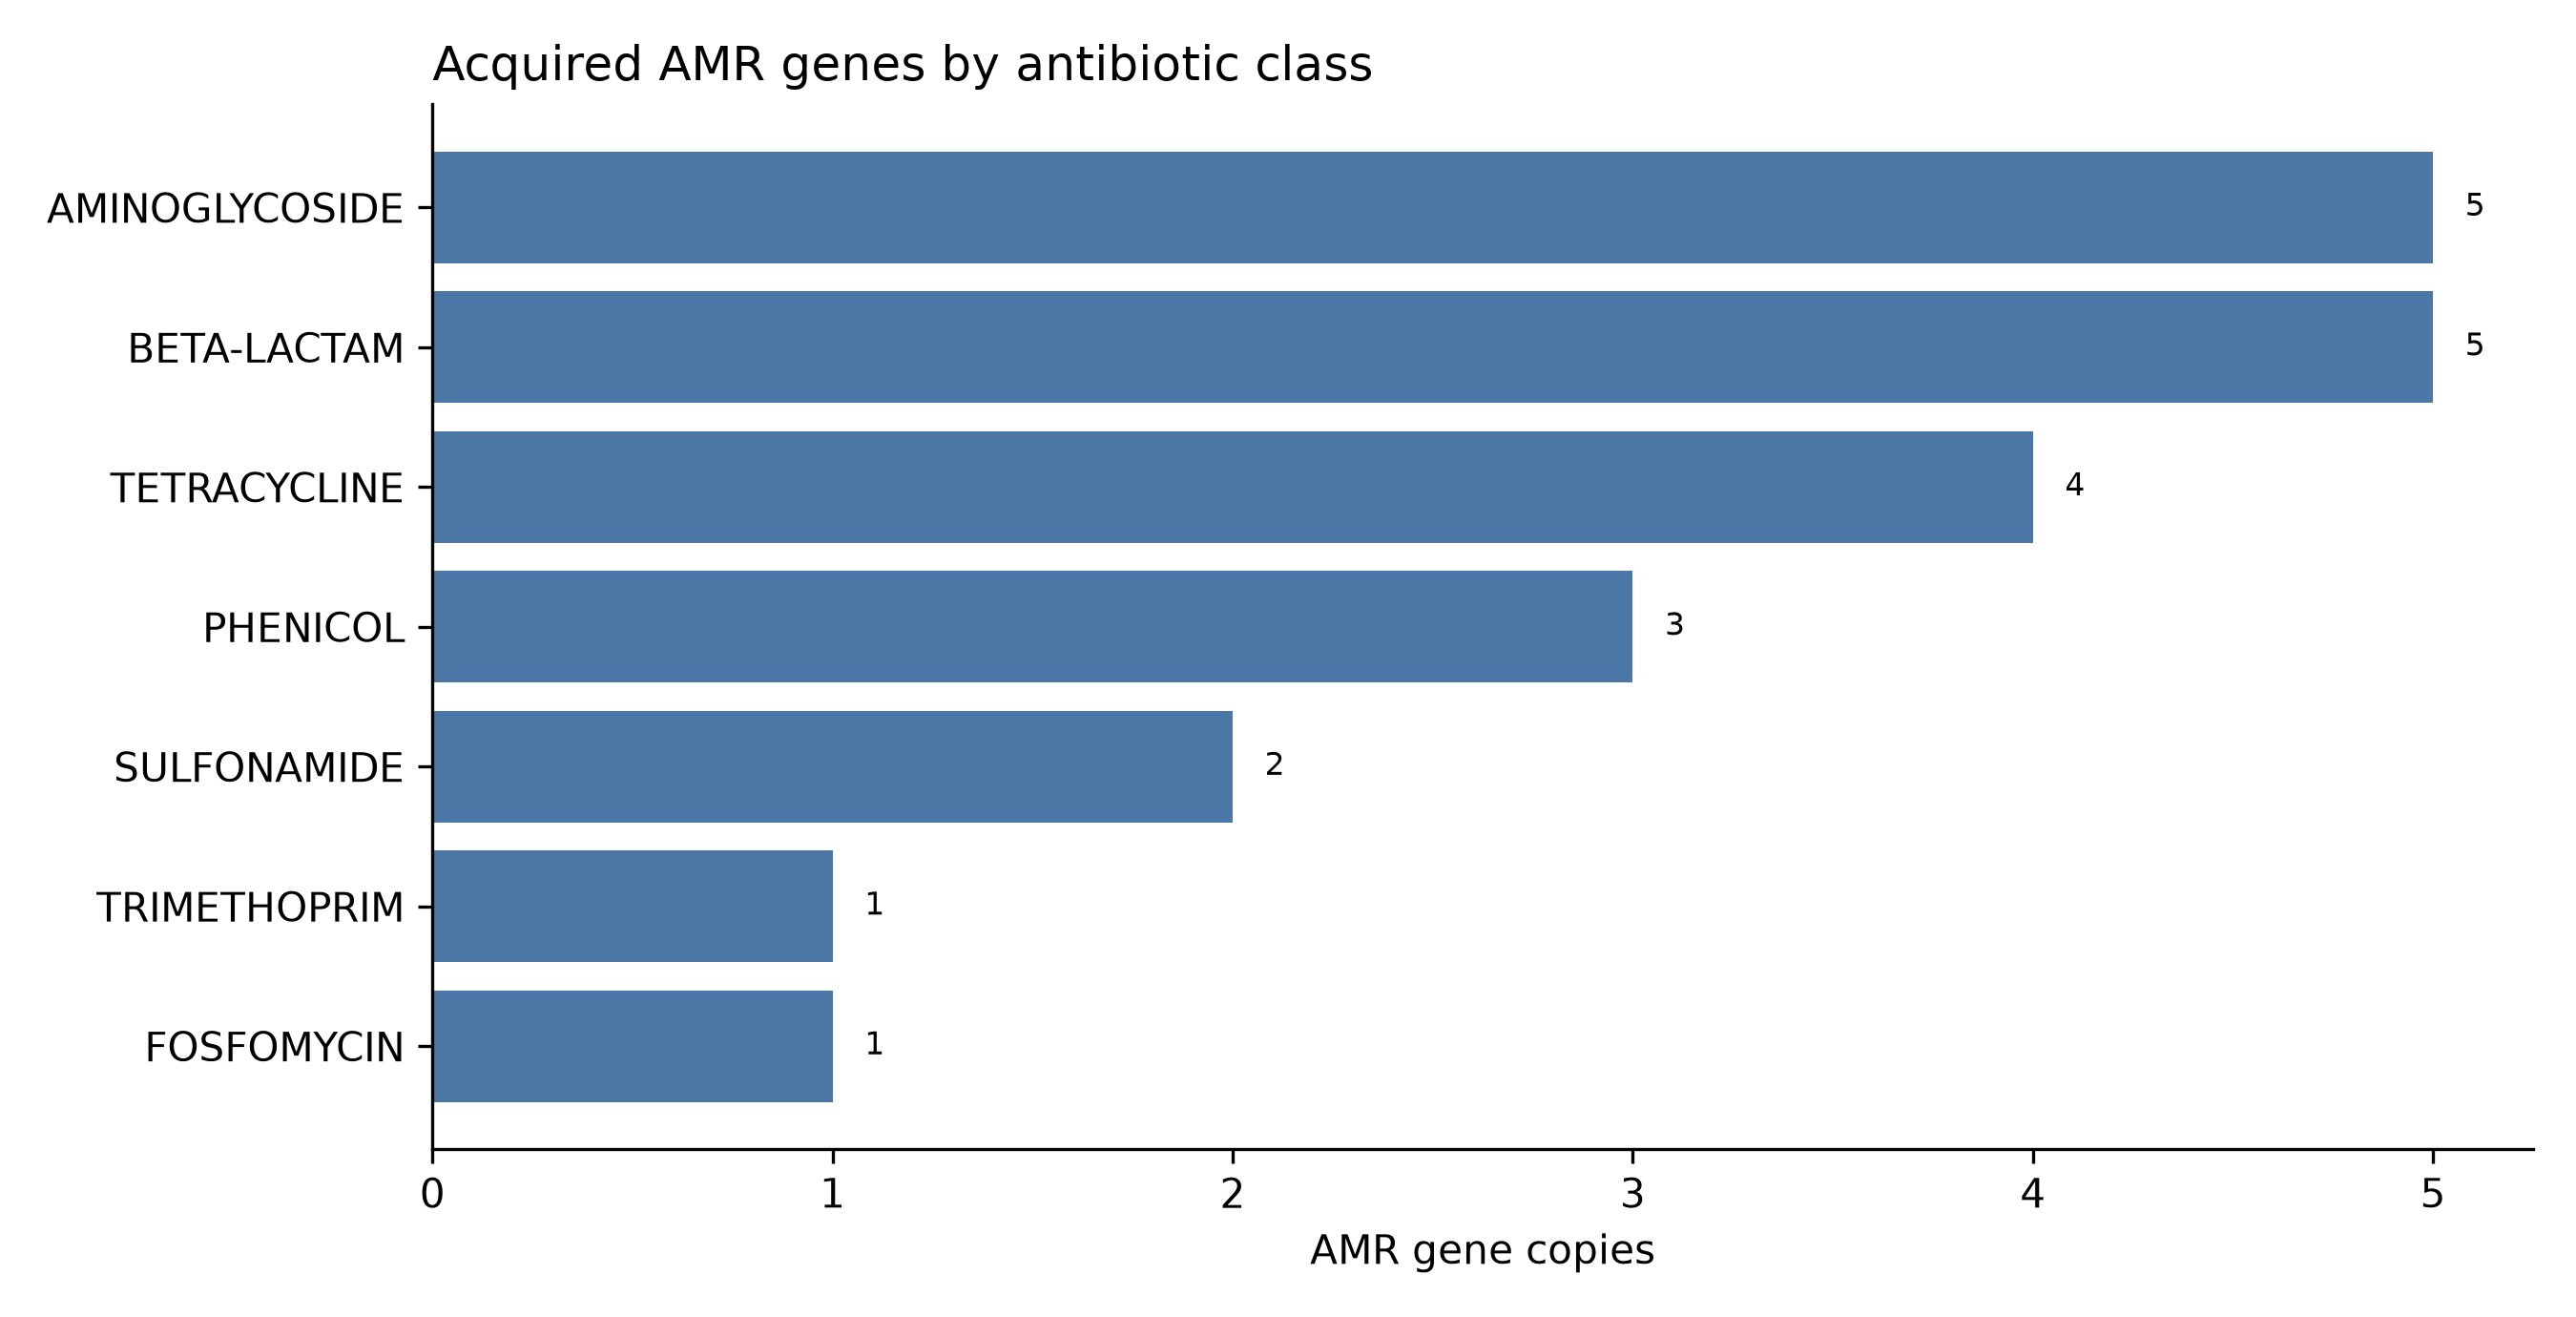 Acquired AMR genes by antibiotic class
AMINOGLYCOSIDE 5
BETA-LACTAM 5
TETRACYCLINE 4
PHENICOL 3
SULFONAMIDE 2
TRIMETHOPRIM 1
FOSFOMYCIN 1
0 1 2 3 4 5
AMR gene copies